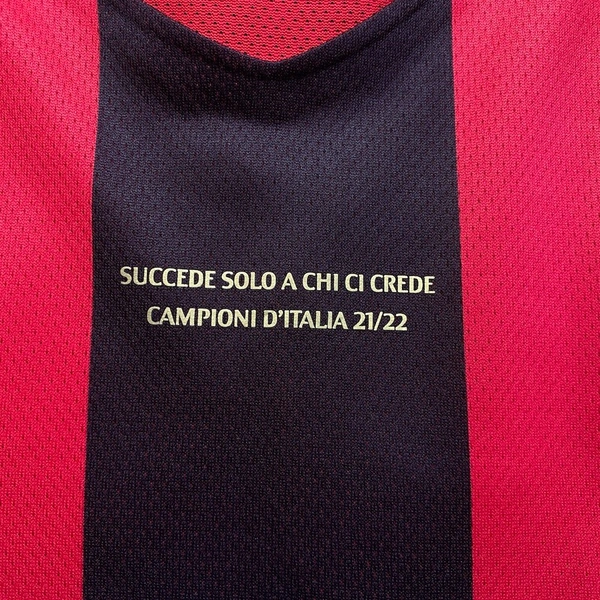 SUCCEDE SOLO A CHI CI CREDE
CAMPIONI D'ITALIA 21/22